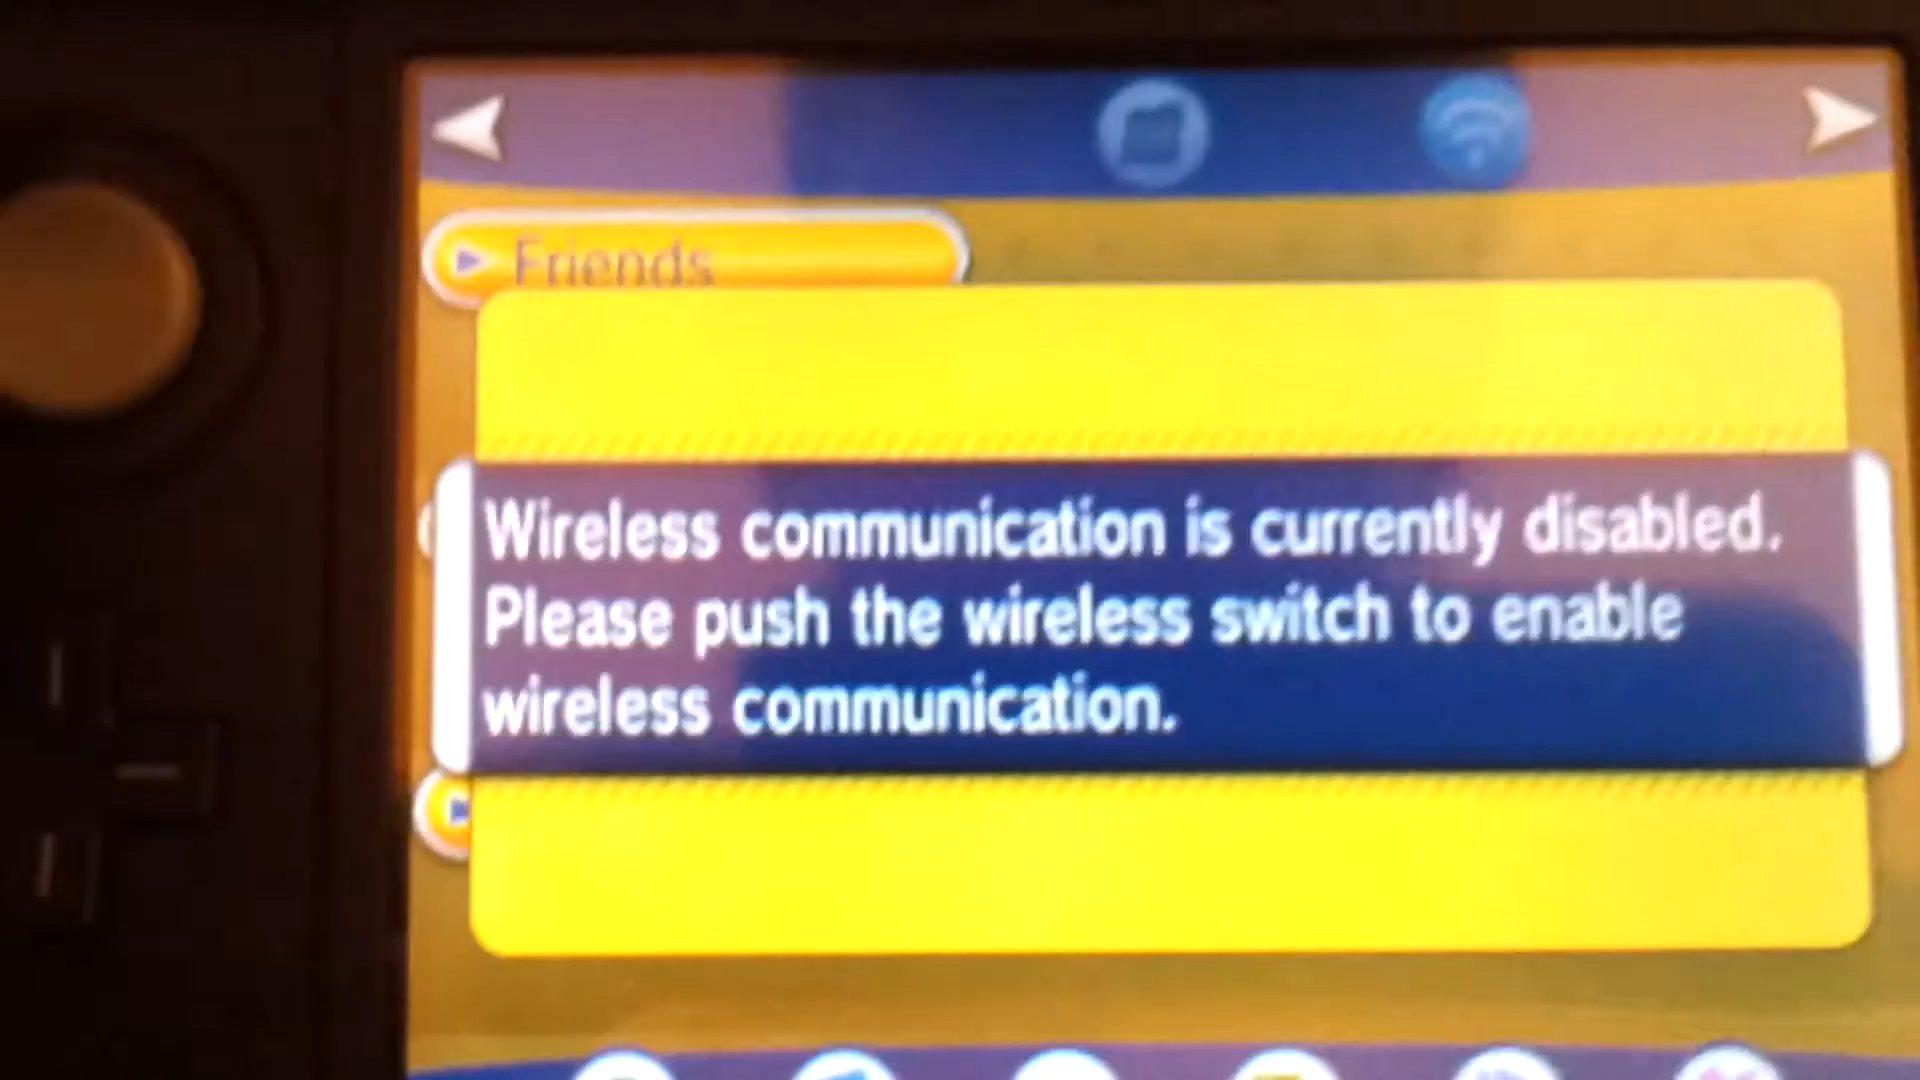 Friends
Wireless communication is currently disabled.
Please push the wireless switch to enable
wireless communication.